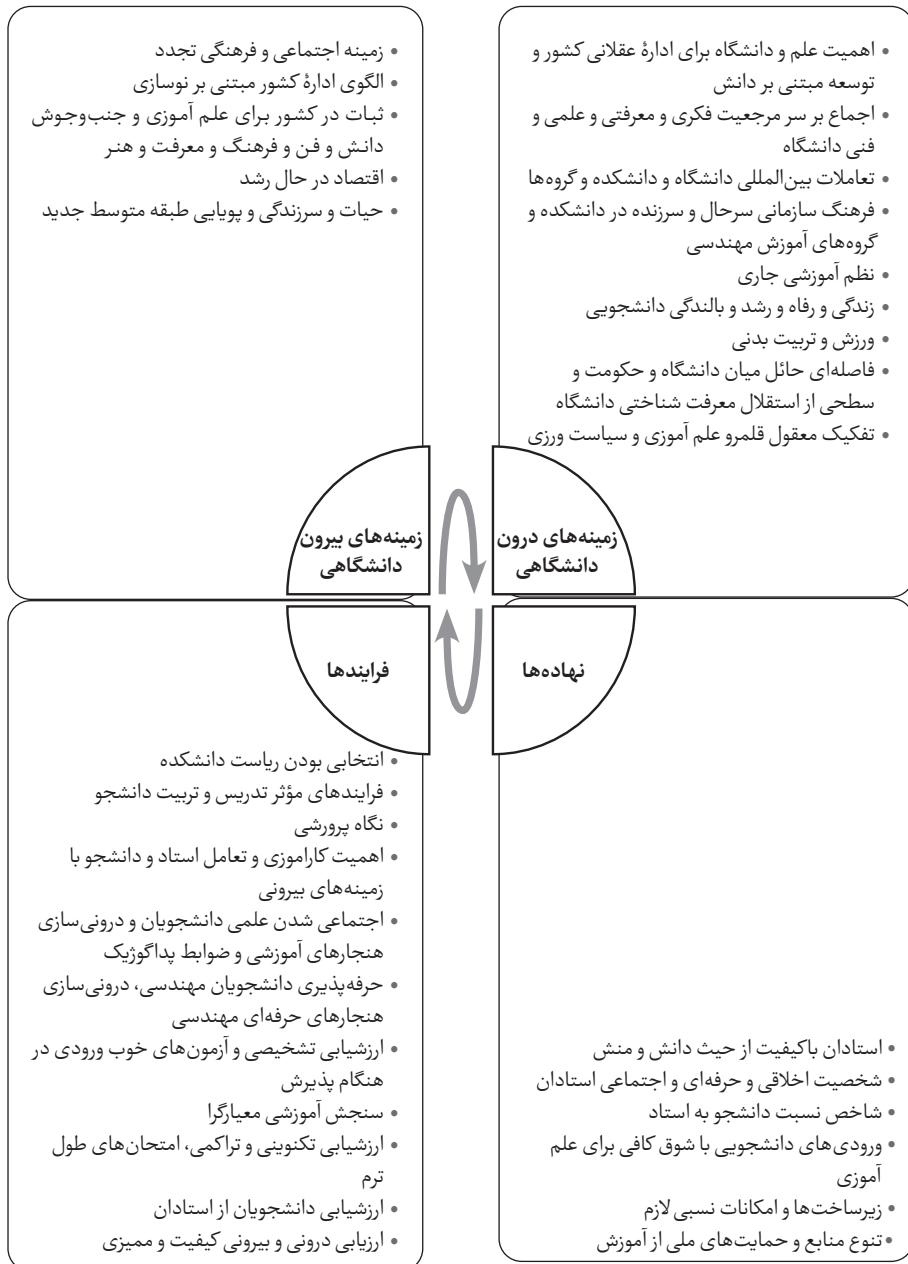 • اهمیت علم و دانشگاه برای ادارهٔ عقلانی کشور و
توسعه مبتنی بر دانش
• اجماع بر سر مرجعیت فکری و معرفتی و علمی و
فنی دانشگاه
• تعاملات بین‌المللی دانشگاه و دانشکده و گروه‌ها
• فرهنگ سازمانی سرحال و سرزنده در دانشکده و
گروه‌های آموزش مهندسی
• نظم آموزشی جاری
• زندگی و رفاه و رشد و بالندگی دانشجویی
• ورزش و تربیت بدنی
• فاصله‌ای حائل میان دانشگاه و حکومت و
سطحی از استقلال معرفت شناختی دانشگاه
• تفکیک معقول قلمرو علم آموزی و سیاست ورزی
زمینه‌های درون
دانشگاهی
• زمینه اجتماعی و فرهنگی تجدد
• الگوی ادارهٔ کشور مبتنی بر نوسازی
• ثبات در کشور برای علم آموزی و جنب‌وجوش
دانش و فن و فرهنگ و معرفت و هنر
• اقتصاد در حال رشد
• حیات و سرزندگی و پویایی طبقه متوسط جدید
زمینه‌های بیرون
دانشگاهی
نهاده‌ها
• استادان باکیفیت از حیث دانش و منش
• شخصیت اخلاقی و حرفه‌ای و اجتماعی استادان
• شاخص نسبت دانشجو به استاد
• ورودی‌های دانشجویی با شوق کافی برای علم
آموزی
• زیرساخت‌ها و امکانات نسبی لازم
• تنوع منابع و حمایت‌های ملی از آموزش
فرایندها
• انتخابی بودن ریاست دانشکده
• فرایندهای مؤثر تدریس و تربیت دانشجو
• نگاه پرورشی
• اهمیت کاراموزی و تعامل استاد و دانشجو با
زمینه‌های بیرونی
• اجتماعی شدن علمی دانشجویان و درونی‌سازی
هنجارهای آموزشی و ضوابط پداگوژیک
• حرفه‌پذیری دانشجویان مهندسی، درونی‌سازی
هنجارهای حرفه‌ای مهندسی
• ارزشیابی تشخیصی و آزمون‌های خوب ورودی در
هنگام پذیرش
• سنجش آموزشی معیارگرا
• ارزشیابی تکنوینی و تراکمی، امتحان‌های طول
ترم
• ارزشیابی دانشجویان از استادان
• ارزیابی درونی و بیرونی کیفیت و ممیزی